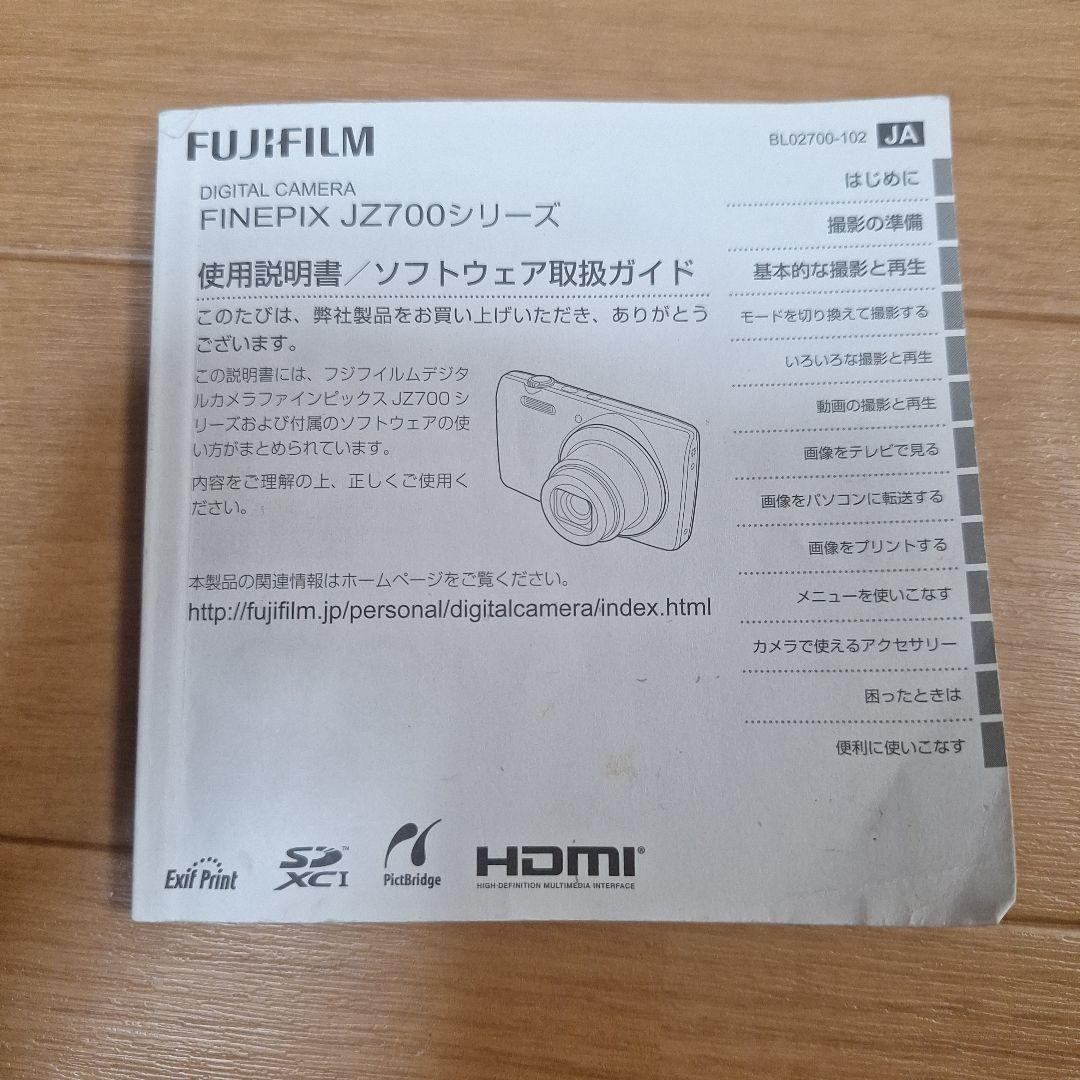 FUJIFILM
BL02700-102 JA
DIGITAL CAMERA
FINEPIX JZ700シリーズ
使用説明書／ソフトウェア取扱ガイド
このたびは、弊社製品をお買い上げいただき、ありがとう
ございます。
この説明書には、フジフイルムデジタ
ルカメラファインピックス JZ700 シ
リーズおよび付属のソフトウェアの使
い方がまとめられています。
内容をご理解の上、正しくご使用く
ださい。
本製品の関連情報はホームページをご覧ください。
http://fujifilm.jp/personal/digitalcamera/index.html
はじめに
撮影の準備
基本的な撮影と再生
モードを切り換えて撮影する
いろいろな撮影と再生
動画の撮影と再生
画像をテレビで見る
画像をパソコンに転送する
画像をプリントする
メニューを使いこなす
カメラで使えるアクセサリー
困ったときは
便利に使いこなす
Exif Print
SD™
XC I
PictBridge
HDMI®
HIGH-DEFINITION MULTIMEDIA INTERFACE